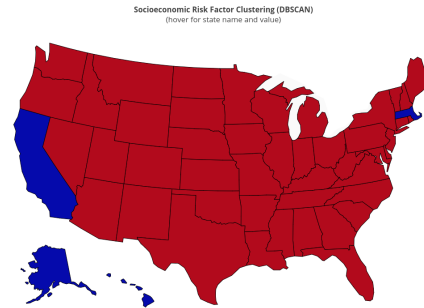 Socioeconomic Risk Factor Clustering (DBSCAN)
(hover for state name and value)